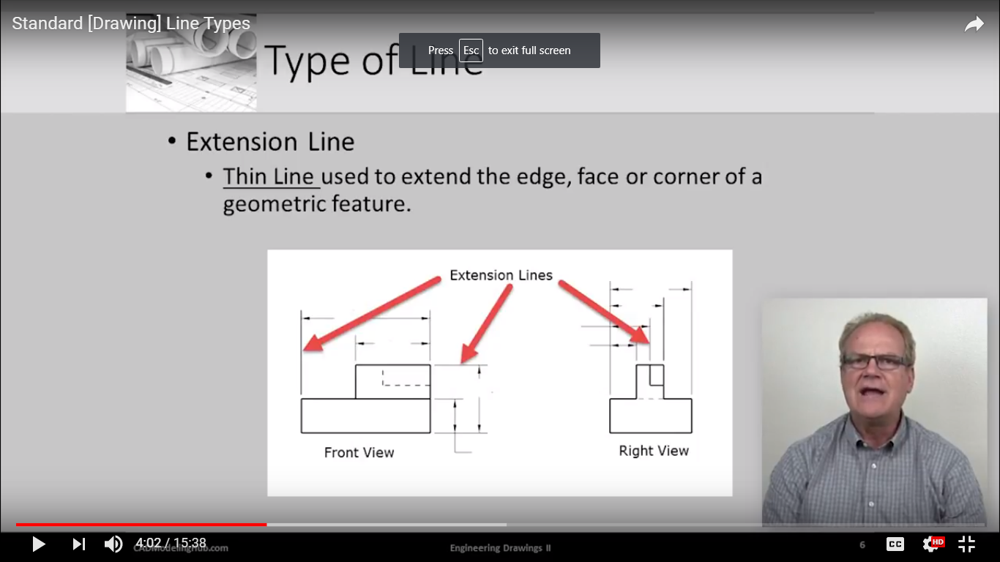 Standard [Drawing] Line Types
Press Esc to exit full screen
Type of Line
• Extension Line
• Thin Line used to extend the edge, face or corner of a
geometric feature.
Extension Lines
Front View
Right View
4:02 / 15:38
CADModelingHub.com
Engineering Drawings II
6
CC
HD